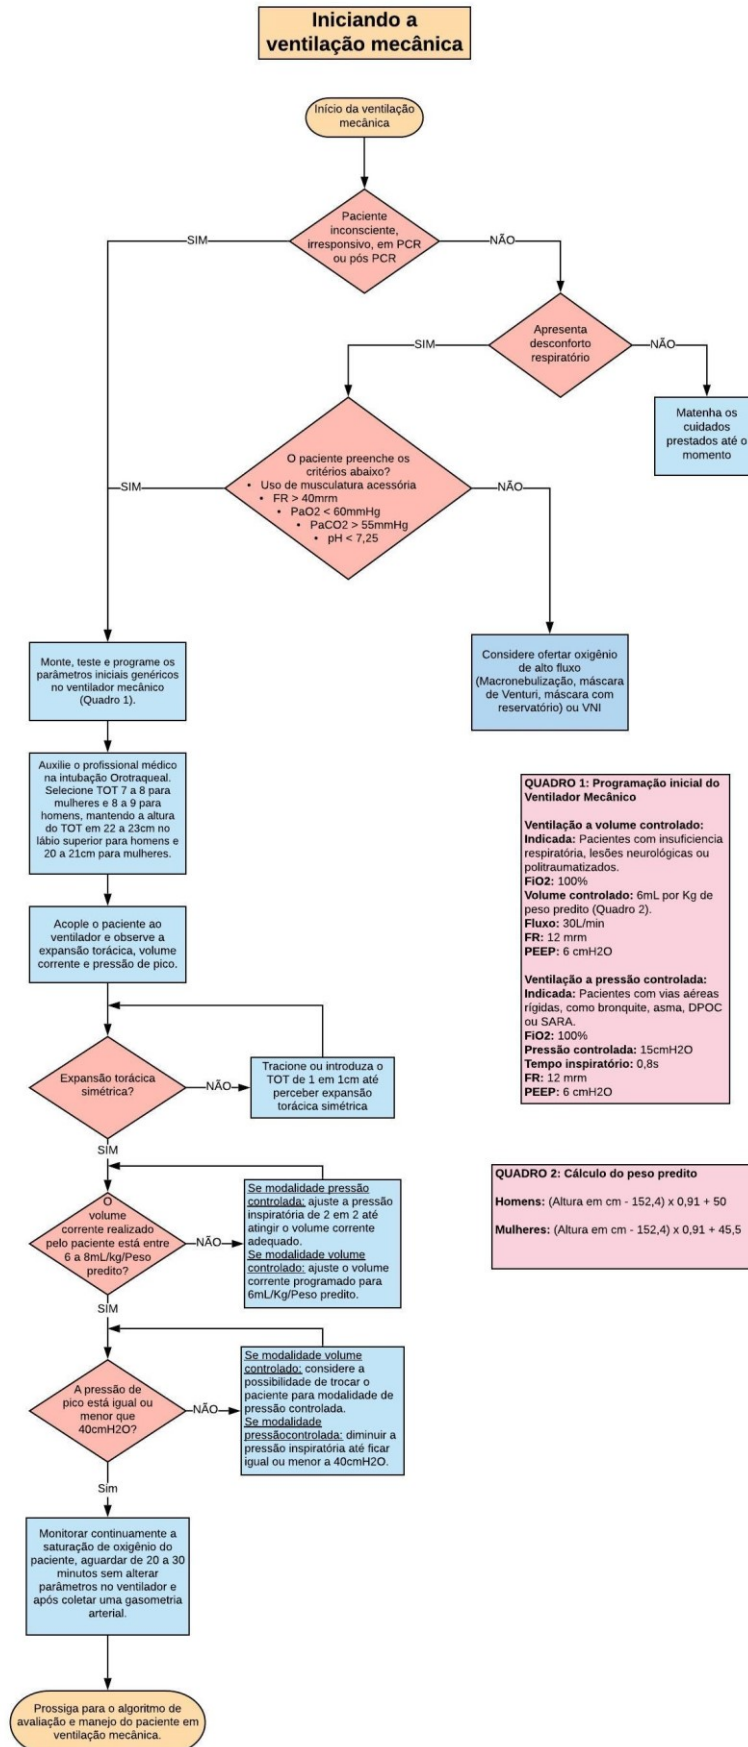 Iniciando a
ventilação mecânica
Início da ventilação
mecânica
Paciente
inconsciente,
irresponsivo, em PCR
ou pós PCR
SIM
NÃO
Apresenta
desconforto
respiratório
SIM
NÃO
Matenha os
cuidados
prestados até o
momento
O paciente preenche os
critérios abaixo?
• Uso de musculatura acessória
• FR > 40mrm
• PaO2 < 60mmHg
• PaCO2 > 55mmHg
• pH < 7,25
SIM
NÃO
Considere ofertar oxigênio
de alto fluxo
(Macronebulização, máscara
de Venturi, máscara com
reservatório) ou VNI
Monte, teste e programe os
parâmetros iniciais genéricos
no ventilador mecânico
(Quadro 1).
Auxilie o profissional médico
na intubação Orotraqueal.
Selecione TOT 7 a 8 para
mulheres e 8 a 9 para
homens, mantendo a altura
do TOT em 22 a 23cm no
lábio superior para homens e
20 a 21cm para mulheres.
Acople o paciente ao
ventilador e observe a
expansão torácica, volume
corrente e pressão de pico.
Expansão torácica
simétrica?
NÃO
Tracione ou introduza o
TOT de 1 em 1cm até
perceber expansão
torácica simétrica
SIM
O
volume
corrente realizado
pelo paciente está entre
6 a 8mL/kg/Peso
predito?
NÃO
Se modalidade pressão
controlada: ajuste a pressão
inspiratória de 2 em 2 até
atingir o volume corrente
adequado.
Se modalidade volume
controlado: ajuste o volume
corrente programado para
6mL/Kg/Peso predito.
SIM
A pressão de
pico está igual ou
menor que
40cmH2O?
NÃO
Se modalidade volume
controlado: considere a
possibilidade de trocar o
paciente para modalidade de
pressão controlada.
Se modalidade
pressãocontrolada: diminuir a
pressão inspiratória até ficar
igual ou menor a 40cmH2O.
Sim
Monitorar continuamente a
saturação de oxigênio do
paciente, aguardar de 20 a 30
minutos sem alterar
parâmetros no ventilador e
após coletar uma gasometria
arterial.
Prossiga para o algoritmo de
avaliação e manejo do paciente em
ventilação mecânica.
QUADRO 1: Programação inicial do
Ventilador Mecânico
Ventilação a volume controlado:
Indicada: Pacientes com insuficiencia
respiratória, lesões neurológicas ou
politraumatizados.
FiO2: 100%
Volume controlado: 6mL por Kg de
peso predito (Quadro 2).
Fluxo: 30L/min
FR: 12 mrm
PEEP: 6 cmH2O
Ventilação a pressão controlada:
Indicada: Pacientes com vias aéreas
rígidas, como bronquite, asma, DPOC
ou SARA.
FiO2: 100%
Pressão controlada: 15cmH2O
Tempo inspiratório: 0,8s
FR: 12 mrm
PEEP: 6 cmH2O
QUADRO 2: Cálculo do peso predito
Homens: (Altura em cm - 152,4) x 0,91 + 50
Mulheres: (Altura em cm - 152,4) x 0,91 + 45,5